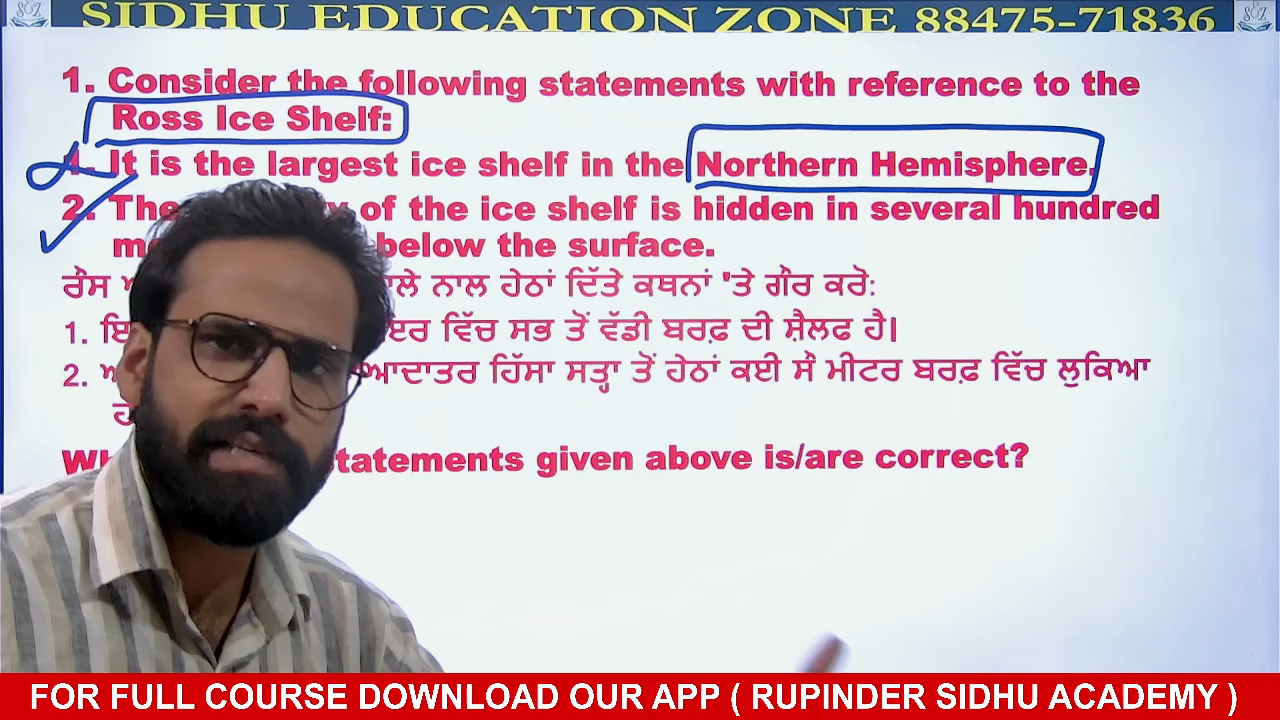 SIDHU EDUCATION ZONE 88475-71836
1. Consider the following statements with reference to the
Ross Ice Shelf:
1. It is the largest ice shelf in the Northern Hemisphere.
2. The of the ice shelf is hidden in several hundred
below the surface.
ਰੌਸ ਨਾਲ ਹੇਠਾਂ ਦਿੱਤੇ ਕਥਨਾਂ 'ਤੇ ਗੌਰ ਕਰੋ:
1. ਵਿੱਚ ਸਭ ਤੋਂ ਵੱਡੀ ਬਰਫ਼ ਦੀ ਸ਼ੈਲਫ ਹੈ।
2. ਹਿੱਸਾ ਸਤ੍ਹਾ ਤੋਂ ਹੇਠਾਂ ਕਈ ਸੌ ਮੀਟਰ ਬਰਫ਼ ਵਿੱਚ ਲੁਕਿਆ
statements given above is/are correct?
FOR FULL COURSE DOWNLOAD OUR APP ( RUPINDER SIDHU ACADEMY )